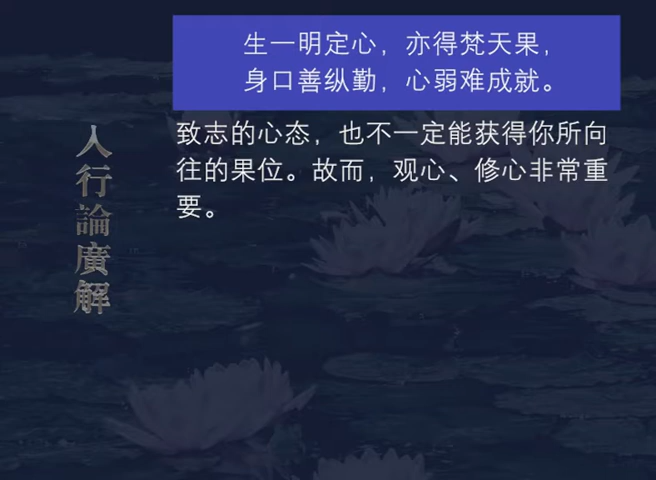 生一明定心，亦得梵天果，
身口善纵勤，心弱难成就。
致志的心态，也不一定能获得你所向
往的果位。故而，观心、修心非常重
要。
入行論廣解